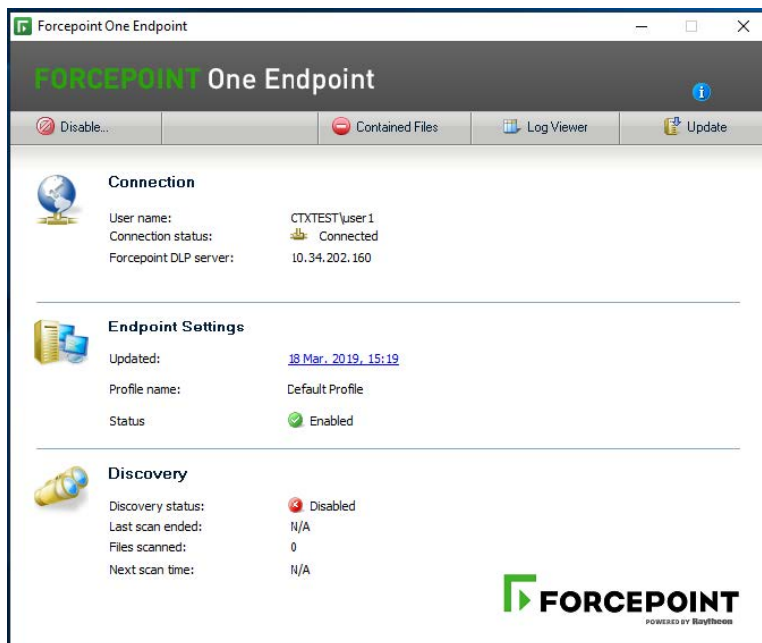 Forcepoint One Endpoint
FORCEPOINT One Endpoint
Disable... Contained Files Log Viewer Update
Connection
User name: CTXTEST\user1
Connection status: Connected
Forcepoint DLP server: 10.34.202.160
Endpoint Settings
Updated: 18 Mar. 2019, 15:19
Profile name: Default Profile
Status Enabled
Discovery
Discovery status: Disabled
Last scan ended: N/A
Files scanned: 0
Next scan time: N/A
FORCEPOINT
POWERED BY Raytheon